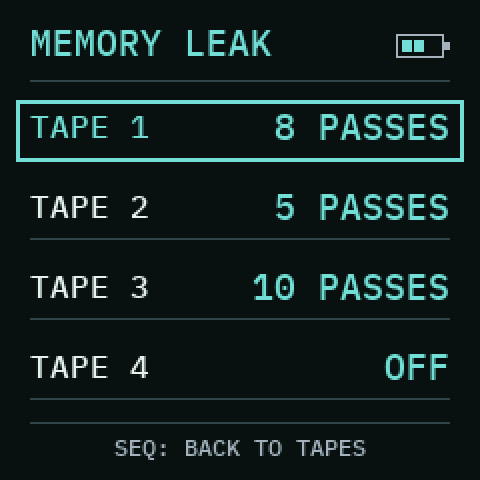 MEMORY LEAK
TAPE 1 8 PASSES
TAPE 2 5 PASSES
TAPE 3 10 PASSES
TAPE 4 OFF
SEQ: BACK TO TAPES